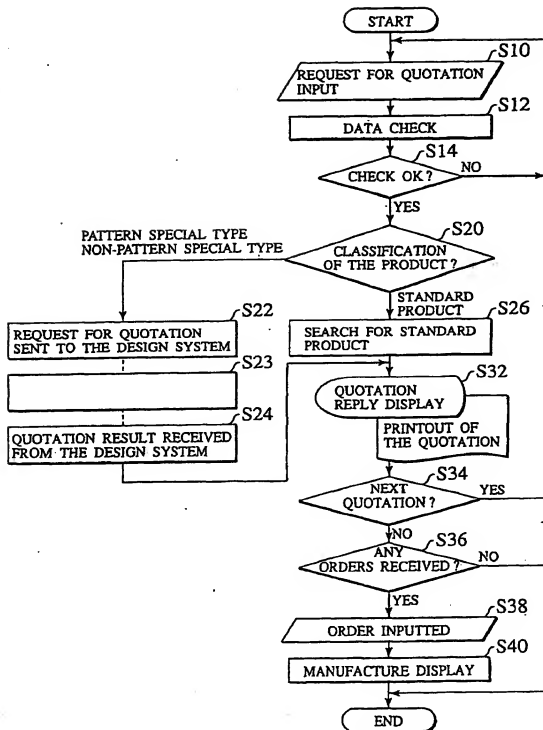 START
S10
REQUEST FOR QUOTATION
INPUT
S12
DATA CHECK
S14
CHECK OK?
NO
YES
S20
PATTERN SPECIAL TYPE
NON-PATTERN SPECIAL TYPE
CLASSIFICATION
OF THE PRODUCT?
STANDARD
PRODUCT
S22
REQUEST FOR QUOTATION
SENT TO THE DESIGN SYSTEM
S26
SEARCH FOR STANDARD
PRODUCT
S23
S32
QUOTATION
REPLY DISPLAY
PRINTOUT OF
THE QUOTATION
S24
QUOTATION RESULT RECEIVED
FROM THE DESIGN SYSTEM
S34
NEXT
QUOTATION?
YES
NO
S36
ANY
ORDERS RECEIVED?
NO
YES
S38
ORDER INPUTTED
S40
MANUFACTURE DISPLAY
END